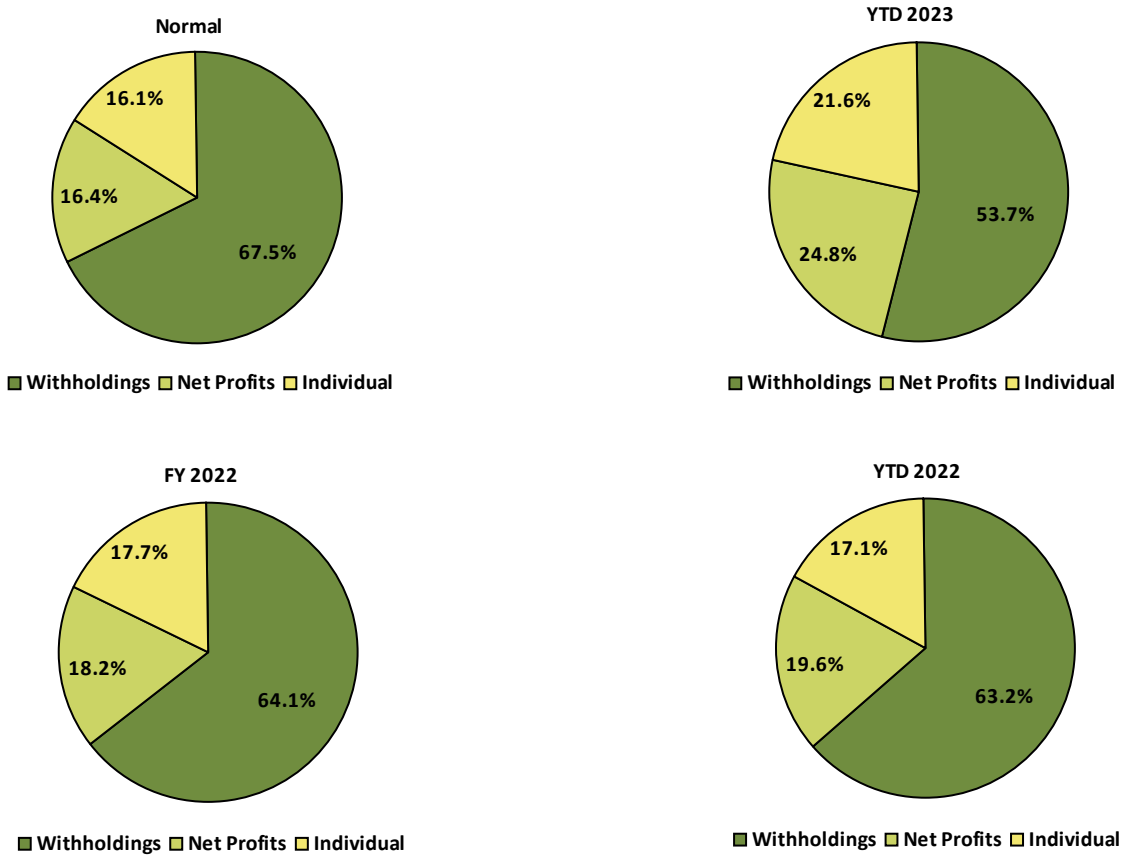 Normal
16.1%
16.4%
67.5%
Withholdings Net Profits Individual
YTD 2023
21.6%
53.7%
24.8%
Withholdings Net Profits Individual
FY 2022
17.7%
18.2%
64.1%
Withholdings Net Profits Individual
YTD 2022
17.1%
19.6%
63.2%
Withholdings Net Profits Individual